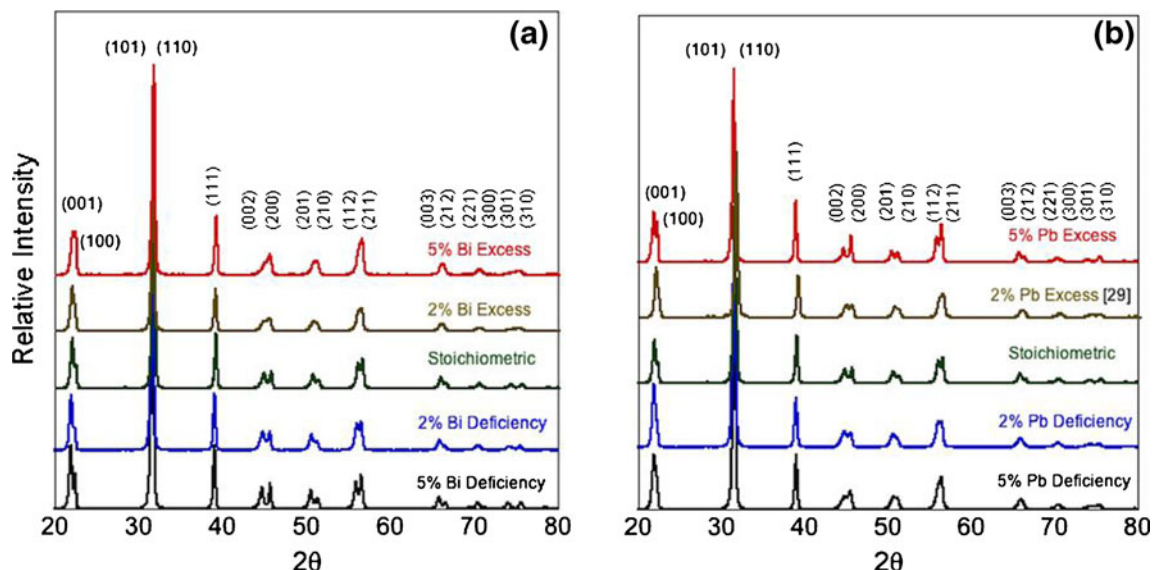 (a)
(101) (110)
(001)
(100)
(111)
(002)
(200)
(201)
(210)
(112)
(211)
(003)
(212)
(221)
(300)
(301)
(310)
5% Bi Excess
2% Bi Excess
Stoichiometric
2% Bi Deficiency
5% Bi Deficiency
Relative Intensity
20 30 40 50 60 70 80
2θ
(b)
(101) (110)
(001)
(100)
(111)
(002)
(200)
(201)
(210)
(112)
(211)
(003)
(212)
(221)
(300)
(301)
(310)
5% Pb Excess
2% Pb Excess [29]
Stoichiometric
2% Pb Deficiency
5% Pb Deficiency
20 30 40 50 60 70 80
2θ